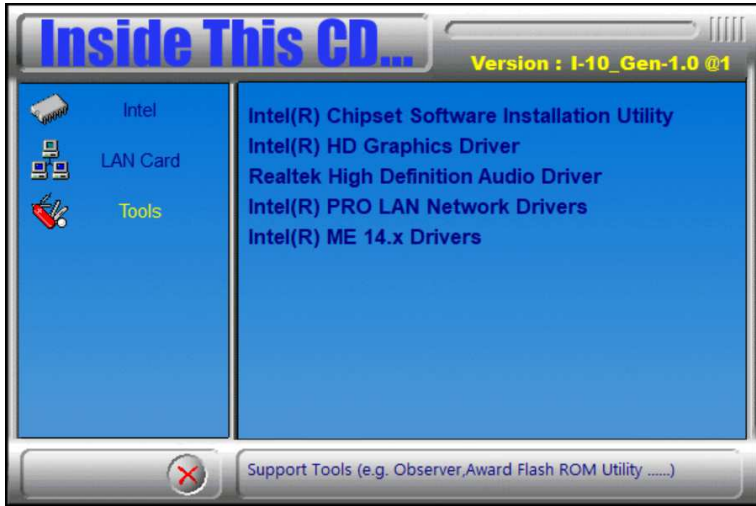 Inside This CD...
Version : I-10_Gen-1.0 @1
Intel
LAN Card
Tools
Intel(R) Chipset Software Installation Utility
Intel(R) HD Graphics Driver
Realtek High Definition Audio Driver
Intel(R) PRO LAN Network Drivers
Intel(R) ME 14.x Drivers
Support Tools (e.g. Observer,Award Flash ROM Utility ......)